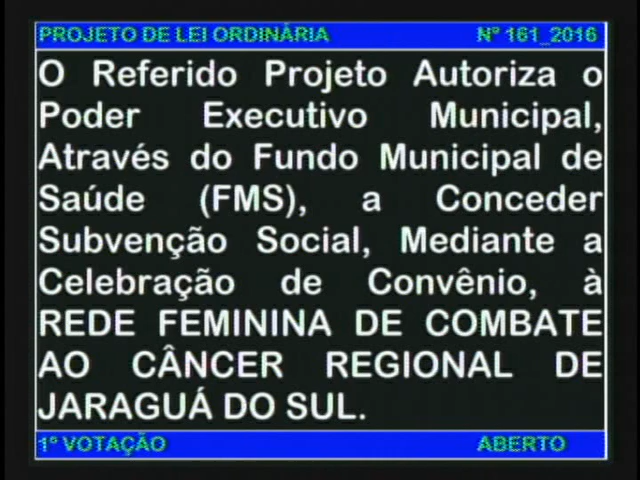 PROJETO DE LEI ORDINÁRIA Nº 161_2016
O Referido Projeto Autoriza o
Poder Executivo Municipal,
Através do Fundo Municipal de
Saúde (FMS), a Conceder
Subvenção Social, Mediante a
Celebração de Convênio, à
REDE FEMININA DE COMBATE
AO CÂNCER REGIONAL DE
JARAGUÁ DO SUL.
1º VOTAÇÃO ABERTO